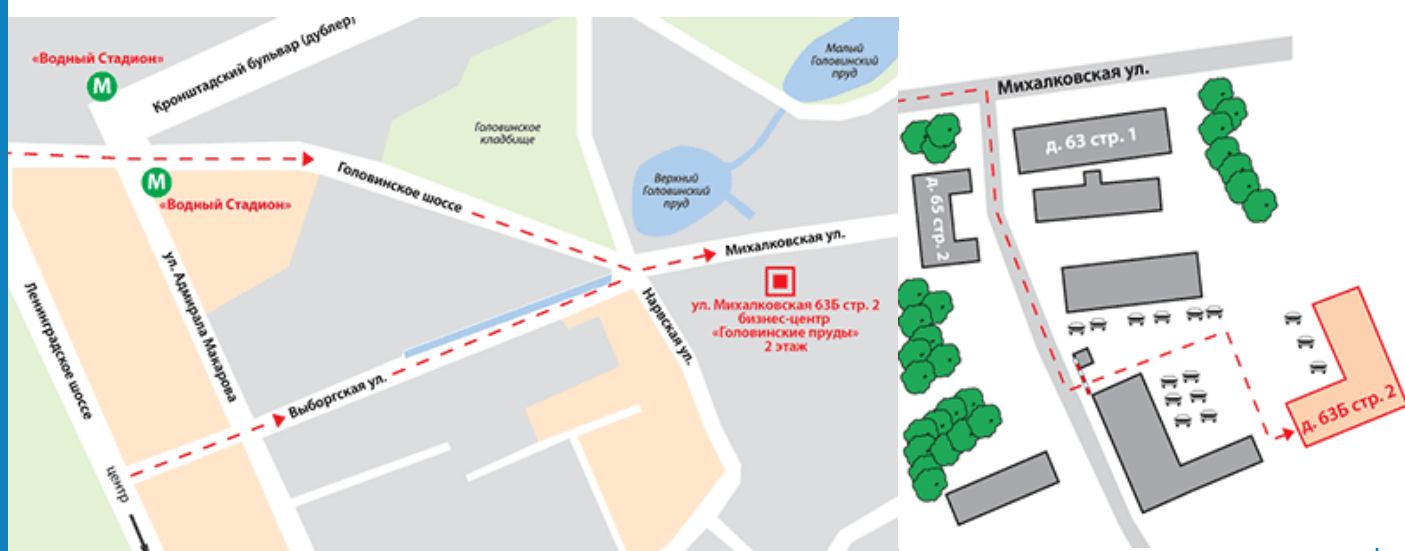 «Водный Стадион»
М
Кронштадский бульвар (дублер)
М
«Водный Стадион»
Головинское шоссе
Головинское
кладбище
Малый
Головинский
пруд
Верхний
Головинский
пруд
Михалковская ул.
ул. Михалковская 63Б стр. 2
бизнес-центр
«Головинские пруды»
2 этаж
Ленинградское шоссе
ул. Адмирала Макарова
Выборгская ул.
Нарвская ул.
центр
Михалковская ул.
д. 63 стр. 1
д. 65 стр. 2
д. 63Б стр. 2